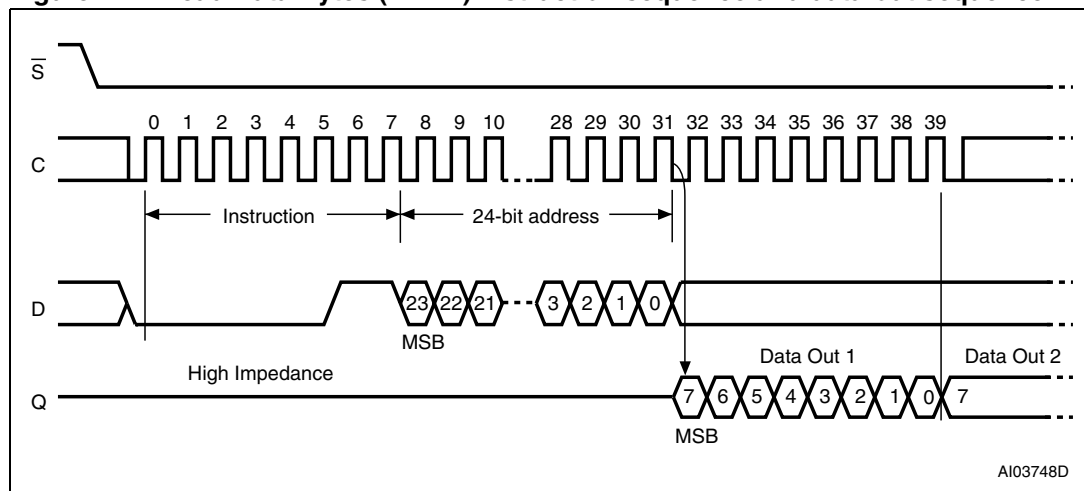 S
0 1 2 3 4 5 6 7 8 9 10 28 29 30 31 32 33 34 35 36 37 38 39
C
Instruction 24-bit address
D
23 22 21 3 2 1 0
MSB
High Impedance
Data Out 1 Data Out 2
Q
7 6 5 4 3 2 1 0 7
MSB
AI03748D